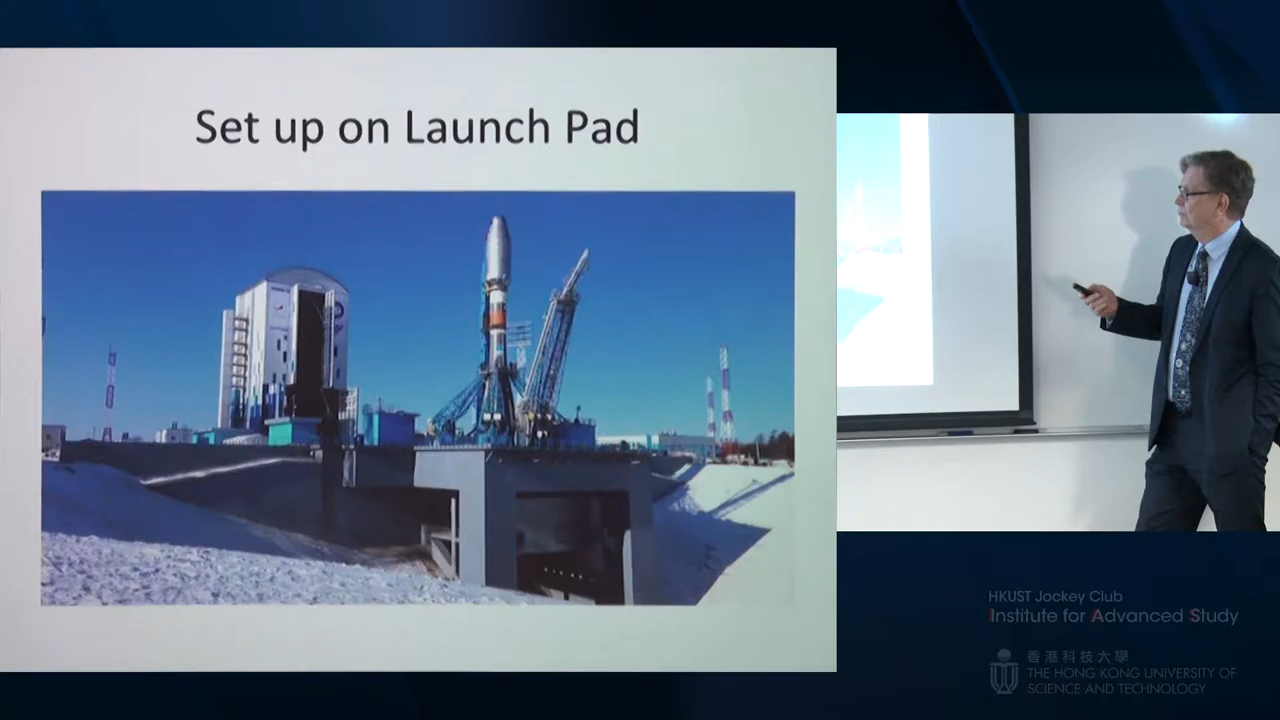 Set up on Launch Pad
HKUST Jockey Club
Institute for Advanced Study
香港科技大學
THE HONG KONG UNIVERSITY OF
SCIENCE AND TECHNOLOGY